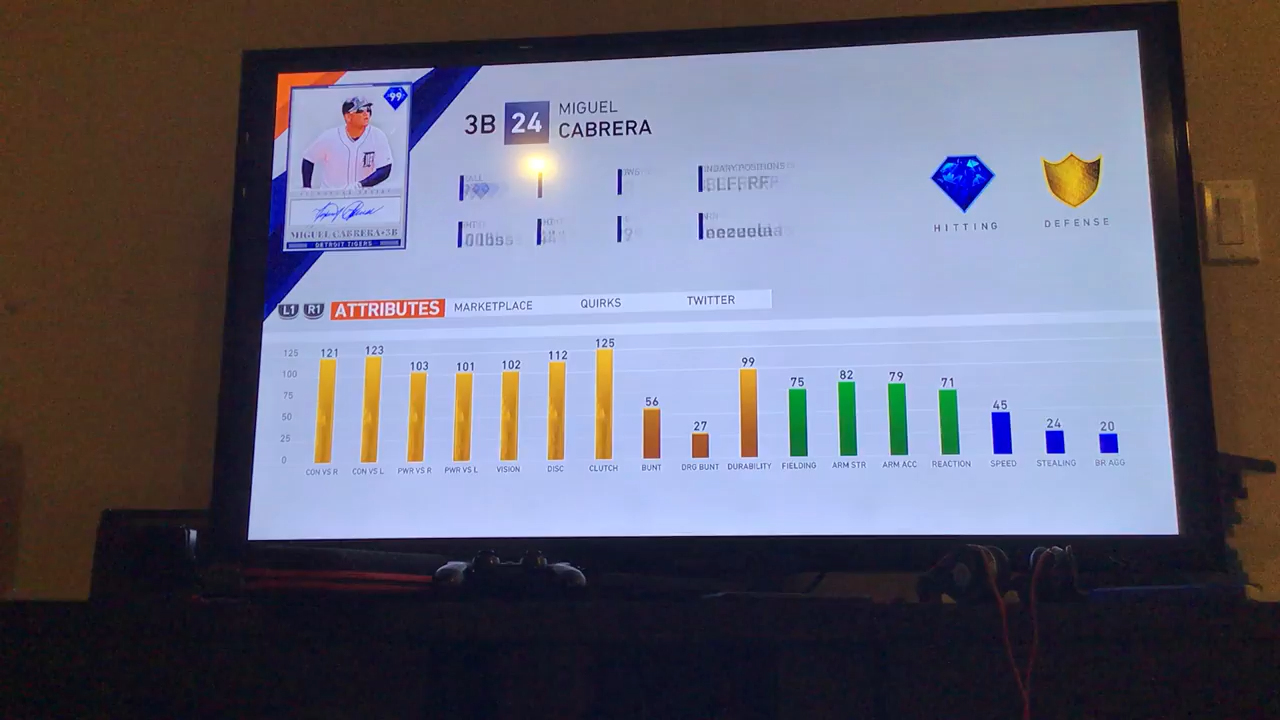 99
MIGUEL CABRERA • 3B
DETROIT TIGERS
3B 24 MIGUEL
CABRERA
HITTING
DEFENSE
L1 R1 ATTRIBUTES MARKETPLACE QUIRKS TWITTER
125
100
75
50
25
0
121 123 103 101 102 112 125 56 27 99 75 82 79 71 45 24 20
CON VS R CON VS L PWR VS R PWR VS L VISION DISC CLUTCH BUNT DRG BUNT DURABILITY FIELDING ARM STR ARM ACC REACTION SPEED STEALING BR AGG